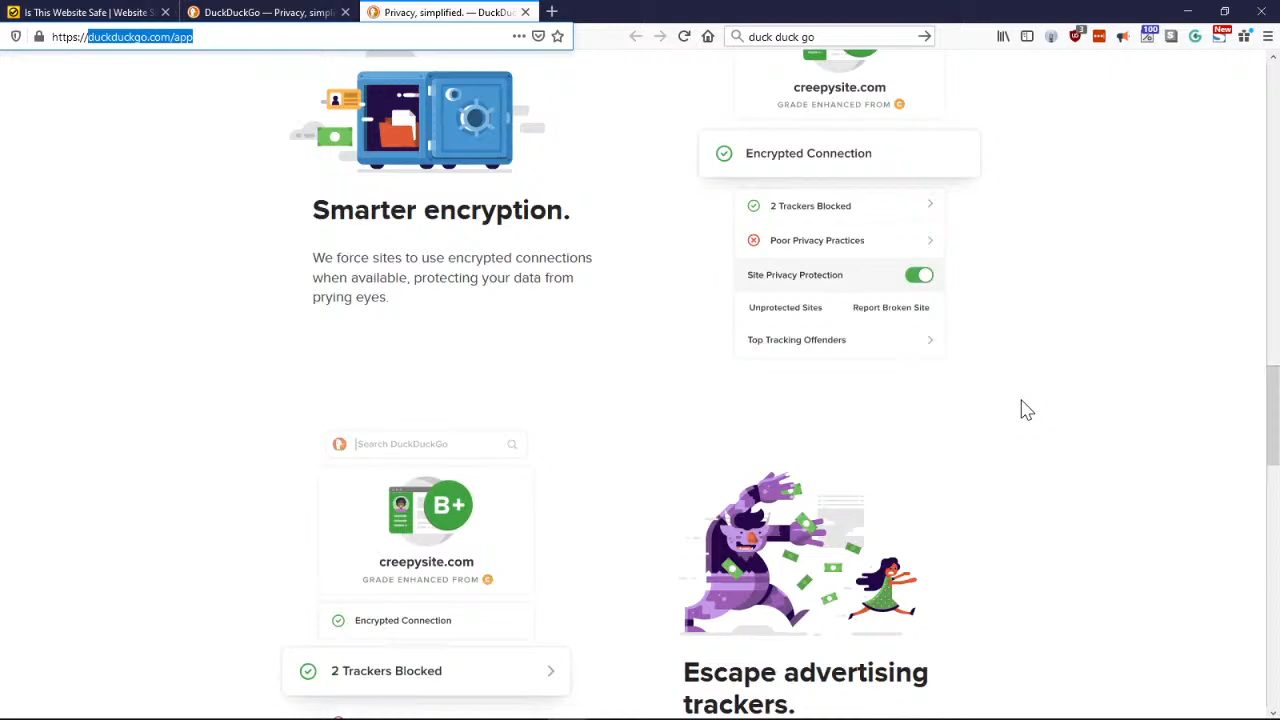 Is This Website Safe | Website S
DuckDuckGo — Privacy, simpl
Privacy, simplified. — DuckDu
https://duckduckgo.com/app
duck duck go
3
100
New
creepysite.com
GRADE ENHANCED FROM C
Encrypted Connection
2 Trackers Blocked
Poor Privacy Practices
Site Privacy Protection
Unprotected Sites
Report Broken Site
Top Tracking Offenders
Smarter encryption.
We force sites to use encrypted connections
when available, protecting your data from
prying eyes.
Search DuckDuckGo
B+
creepysite.com
GRADE ENHANCED FROM C
Encrypted Connection
2 Trackers Blocked
Escape advertising
trackers.